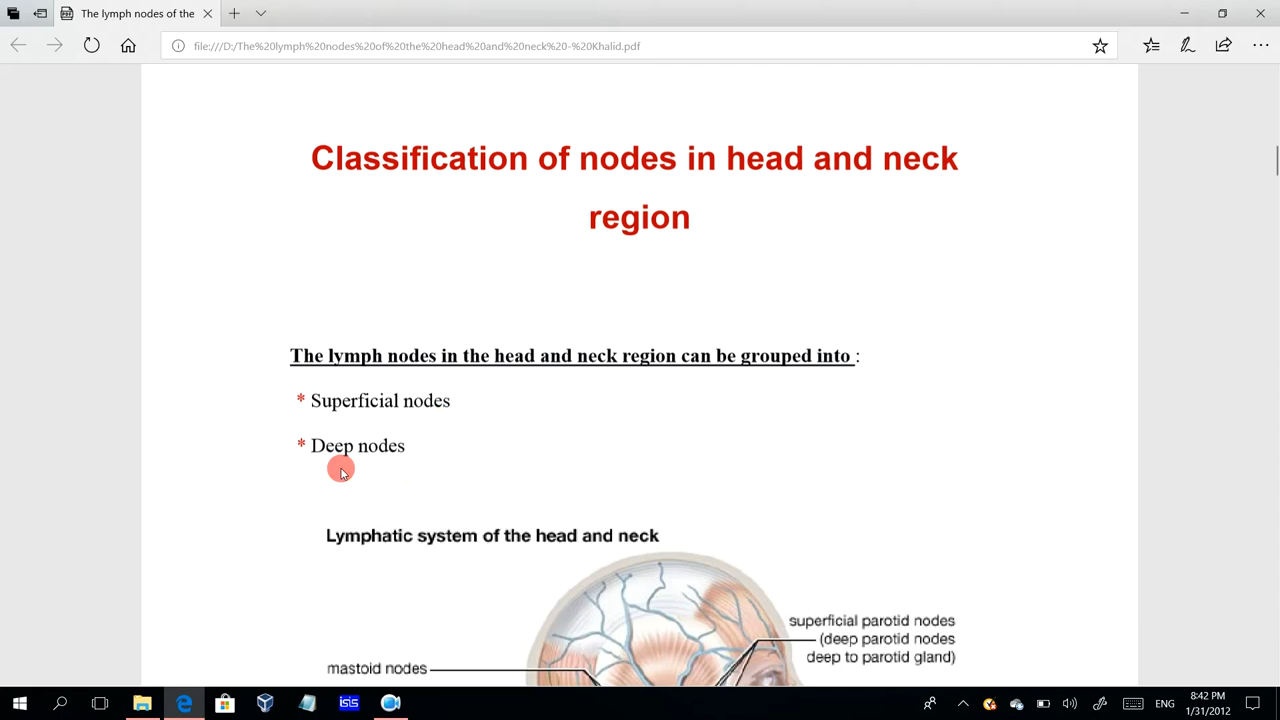 The lymph nodes of the
file:///D:/The%20lymph%20nodes%20of%20the%20head%20and%20neck%20-%20Khalid.pdf
Classification of nodes in head and neck
region
The lymph nodes in the head and neck region can be grouped into :
* Superficial nodes
* Deep nodes
Lymphatic system of the head and neck
superficial parotid nodes
(deep parotid nodes
deep to parotid gland)
mastoid nodes
ISIS
ENG
8:42 PM
1/31/2012